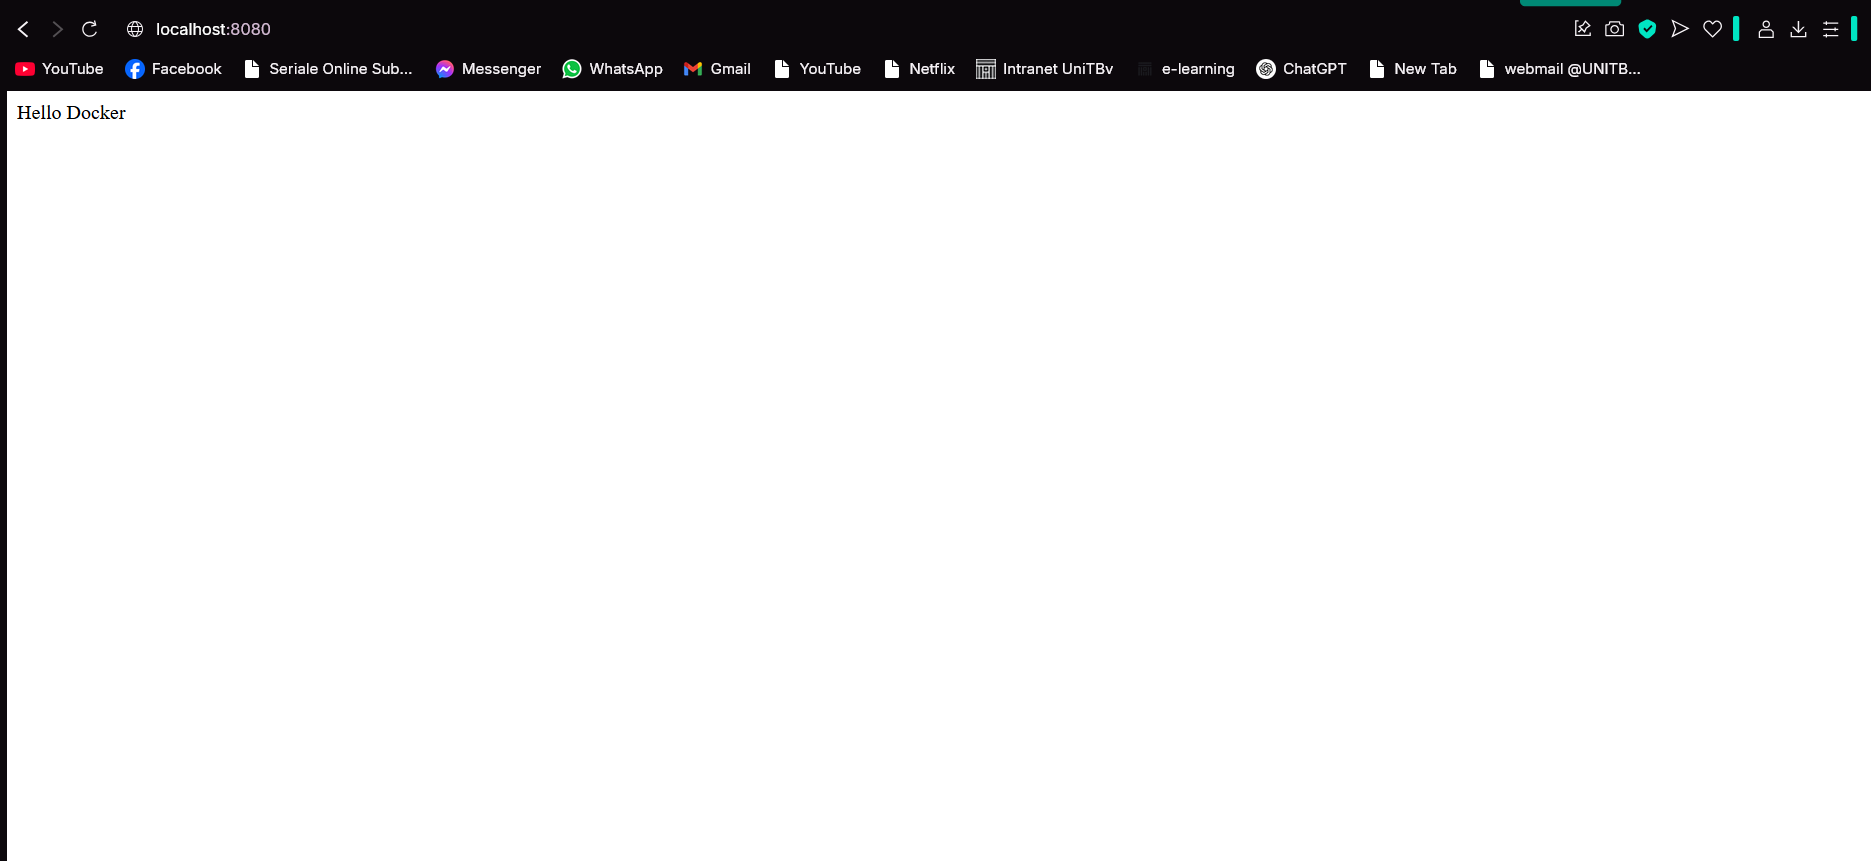 localhost:8080
YouTube Facebook Seriale Online Sub... Messenger WhatsApp Gmail YouTube Netflix Intranet UniTBv e-learning ChatGPT New Tab webmail @UNITB...
Hello Docker